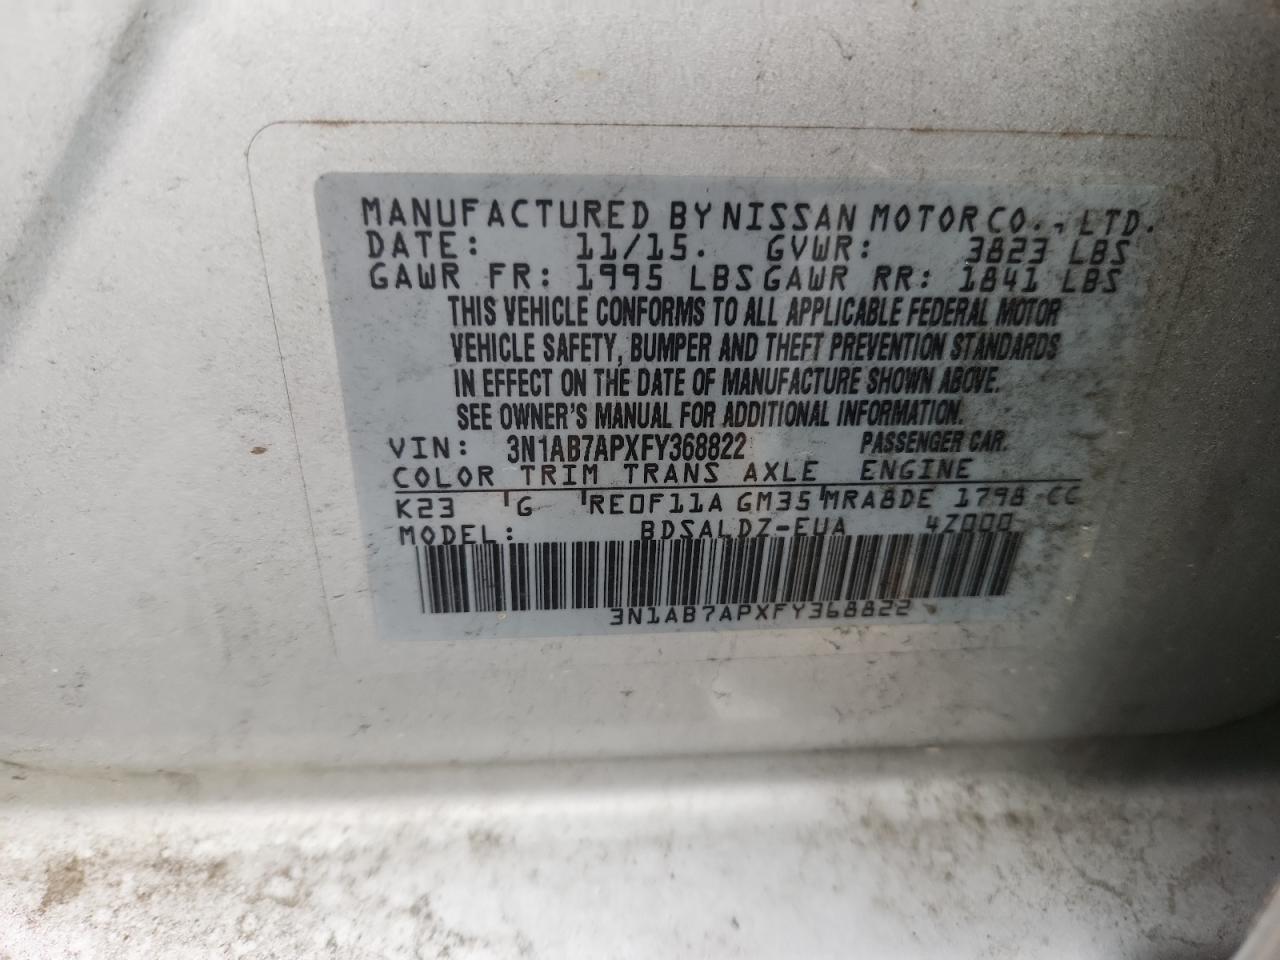 MANUFACTURED BY NISSAN MOTOR CO., LTD.
DATE: 11/15. GVWR: 3823 LBS
GAWR FR: 1995 LBS GAWR RR: 1841 LBS
THIS VEHICLE CONFORMS TO ALL APPLICABLE FEDERAL MOTOR
VEHICLE SAFETY, BUMPER AND THEFT PREVENTION STANDARDS
IN EFFECT ON THE DATE OF MANUFACTURE SHOWN ABOVE.
SEE OWNER'S MANUAL FOR ADDITIONAL INFORMATION.
VIN: 3N1AB7APXFY368822 PASSENGER CAR.
COLOR TRIM TRANS AXLE ENGINE
K23 G RE0F11A GM35 MRA8DE 1798 CC
MODEL: BDSALDZ-EUA 4Z000
3N1AB7APXFY368822